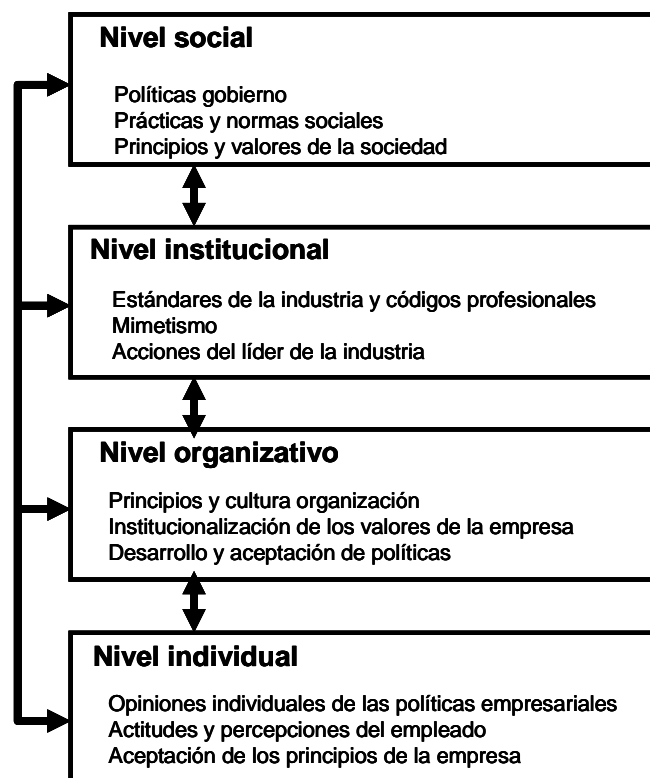 Nivel social
Políticas gobierno
Prácticas y normas sociales
Principios y valores de la sociedad
Nivel institucional
Estándares de la industria y códigos profesionales
Mimetismo
Acciones del líder de la industria
Nivel organizativo
Principios y cultura organización
Institucionalización de los valores de la empresa
Desarrollo y aceptación de políticas
Nivel individual
Opiniones individuales de las políticas empresariales
Actitudes y percepciones del empleado
Aceptación de los principios de la empresa